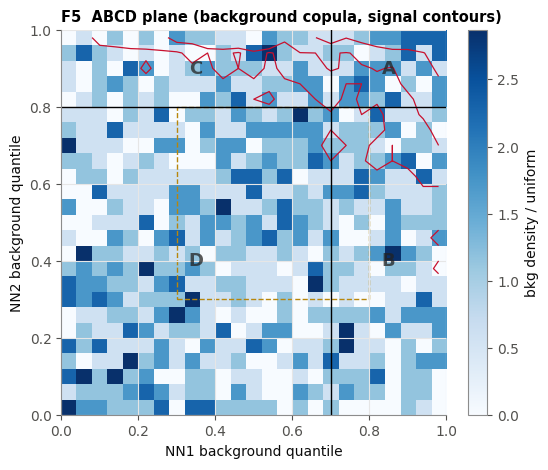 F5  ABCD plane (background copula, signal contours)
1.0
0.8
0.6
0.4
0.2
0.0
NN2 background quantile
C
A
D
B
0.0
0.2
0.4
0.6
0.8
1.0
NN1 background quantile
2.5
2.0
1.5
1.0
0.5
0.0
bkg density / uniform